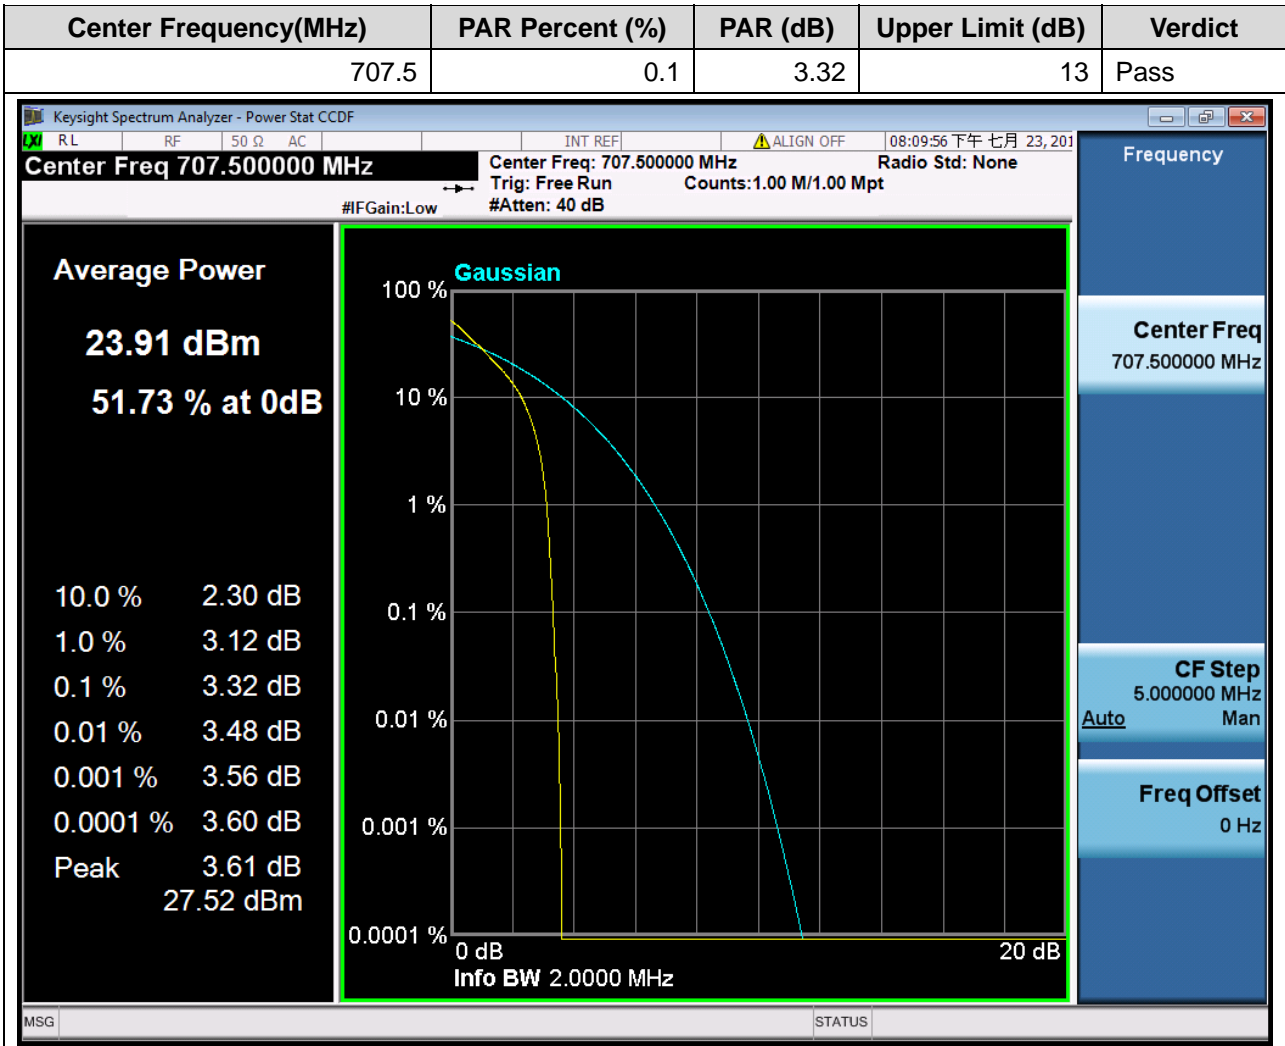 Center Frequency(MHz) PAR Percent (%) PAR (dB) Upper Limit (dB) Verdict
707.5 0.1 3.32 13 Pass
Keysight Spectrum Analyzer - Power Stat CCDF
LXI RL RF 50 Ω AC INT REF ALIGN OFF 08:09:56 下午 七月 23, 201
Center Freq 707.500000 MHz
Center Freq: 707.500000 MHz Radio Std: None
Trig: Free Run Counts:1.00 M/1.00 Mpt
#IFGain:Low #Atten: 40 dB
Frequency
Average Power
23.91 dBm
51.73 % at 0dB
10.0 % 2.30 dB
1.0 % 3.12 dB
0.1 % 3.32 dB
0.01 % 3.48 dB
0.001 % 3.56 dB
0.0001 % 3.60 dB
Peak 3.61 dB
27.52 dBm
Gaussian
100 %
10 %
1 %
0.1 %
0.01 %
0.001 %
0.0001 %
0 dB 20 dB
Info BW 2.0000 MHz
Center Freq
707.500000 MHz
CF Step
5.000000 MHz
Auto Man
Freq Offset
0 Hz
MSG STATUS